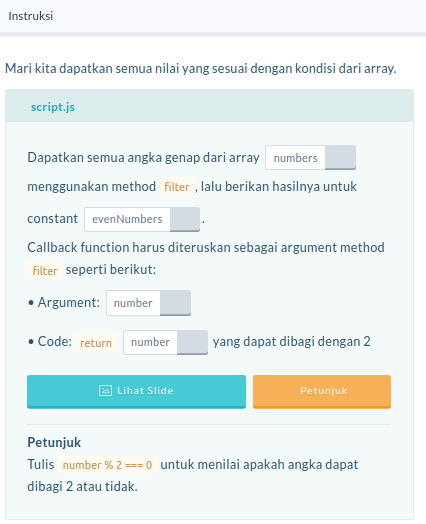 Instruksi
Mari kita dapatkan semua nilai yang sesuai dengan kondisi dari array.
script.js
Dapatkan semua angka genap dari array numbers
menggunakan method filter , lalu berikan hasilnya untuk
constant evenNumbers .
Callback function harus diteruskan sebagai argument method
filter seperti berikut:
• Argument: number
• Code: return number yang dapat dibagi dengan 2
Lihat Slide
Petunjuk
Petunjuk
Tulis number % 2 === 0 untuk menilai apakah angka dapat
dibagi 2 atau tidak.